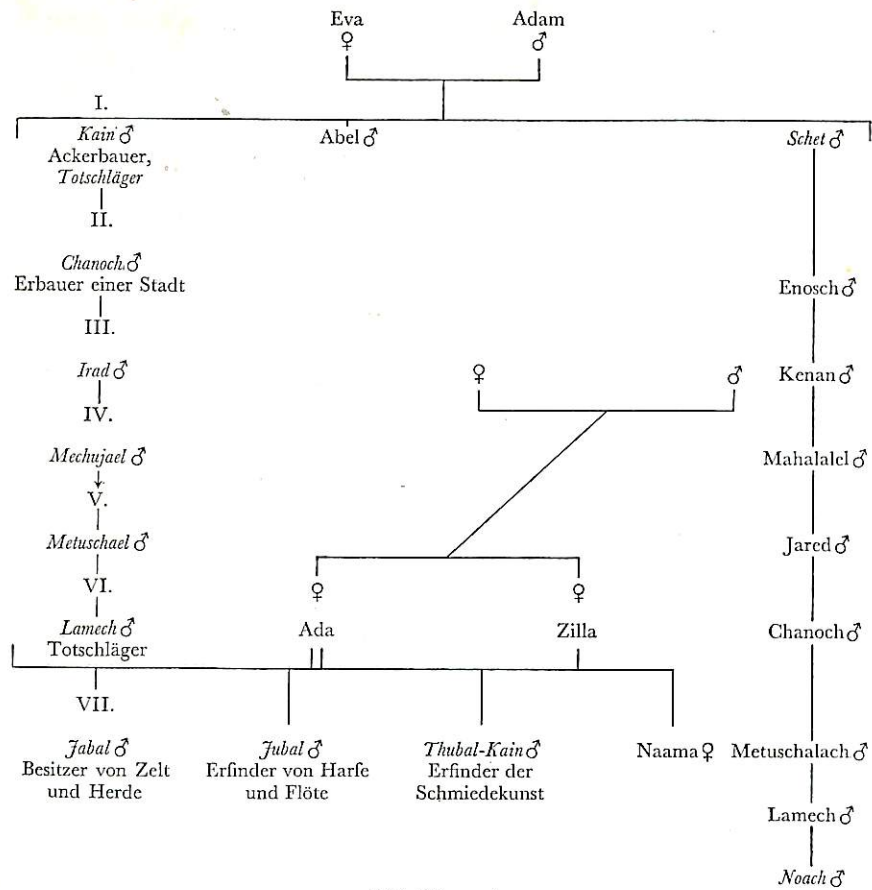 Eva Adam
♀ ♂
I.
Kain ♂ Abel ♂ Schet ♂
Ackerbauer,
Totschläger
II.
Chanoch ♂
Erbauer einer Stadt Enosch ♂
III.
Irad ♂ ♀ ♂ Kenan ♂
IV.
Mechujael ♂ Mahalalel ♂
V.
Metuschael ♂ Jared ♂
VI. ♀ ♀
Lamech ♂ Ada Zilla Chanoch ♂
Totschläger
VII.
Jabal ♂ Jubal ♂ Thubal-Kain ♂ Naama ♀ Metuschalach ♂
Besitzer von Zelt Erfinder von Harfe Erfinder der
und Herde und Flöte Schmiedekunst
Lamech ♂
Noach ♂